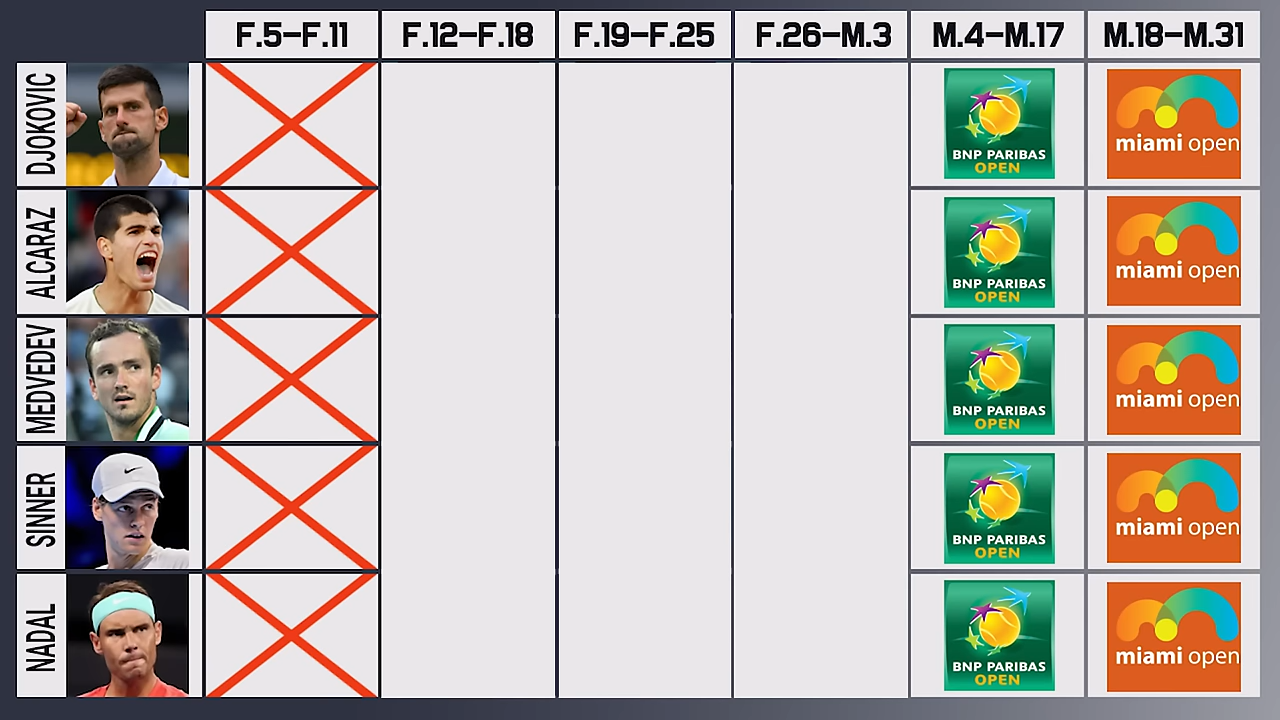 F.5–F.11 F.12–F.18 F.19–F.25 F.26–M.3 M.4–M.17 M.18–M.31
DJOKOVIC
BNP PARIBAS
OPEN
miami open
ALCARAZ
BNP PARIBAS
OPEN
miami open
MEDVEDEV
BNP PARIBAS
OPEN
miami open
SINNER
BNP PARIBAS
OPEN
miami open
NADAL
BNP PARIBAS
OPEN
miami open